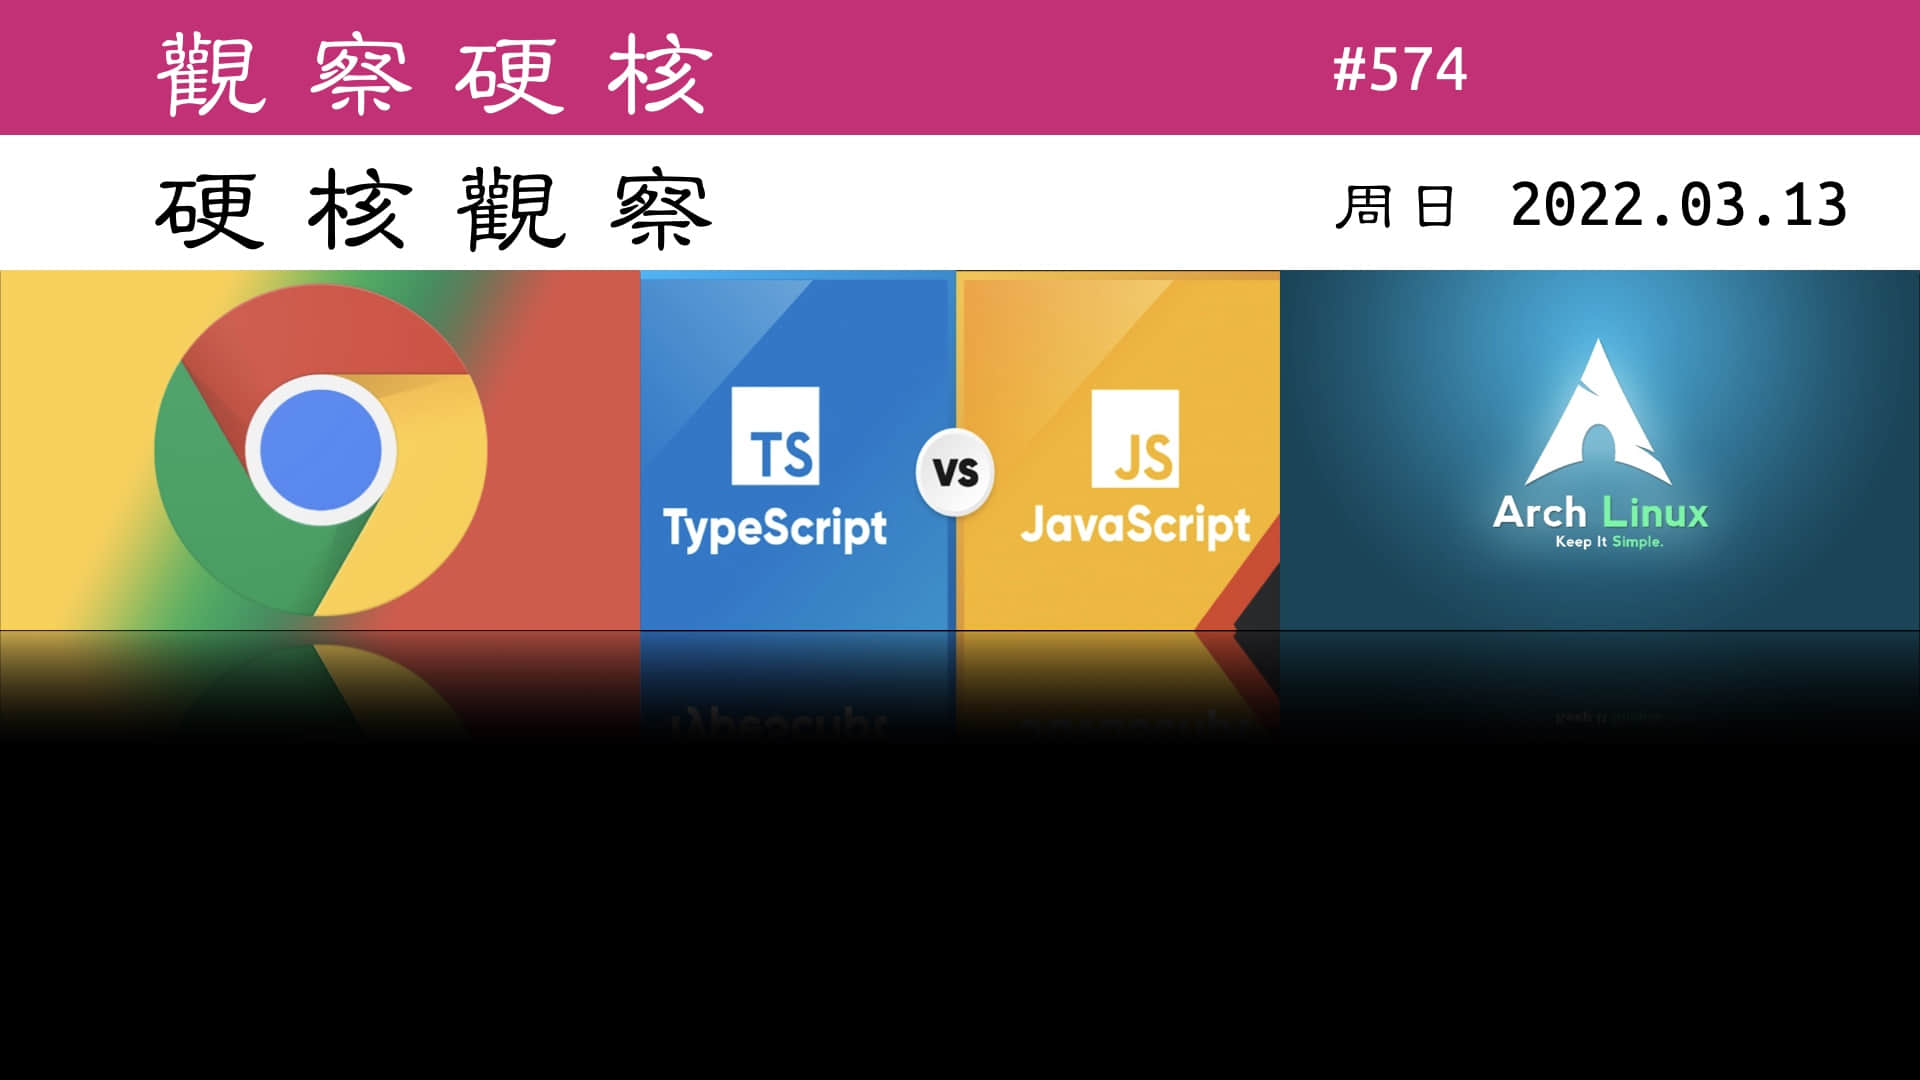 觀察硬核 #574
硬核觀察 周日 2022.03.13
TS
TypeScript
VS
JS
JavaScript
Arch Linux
Keep It Simple.